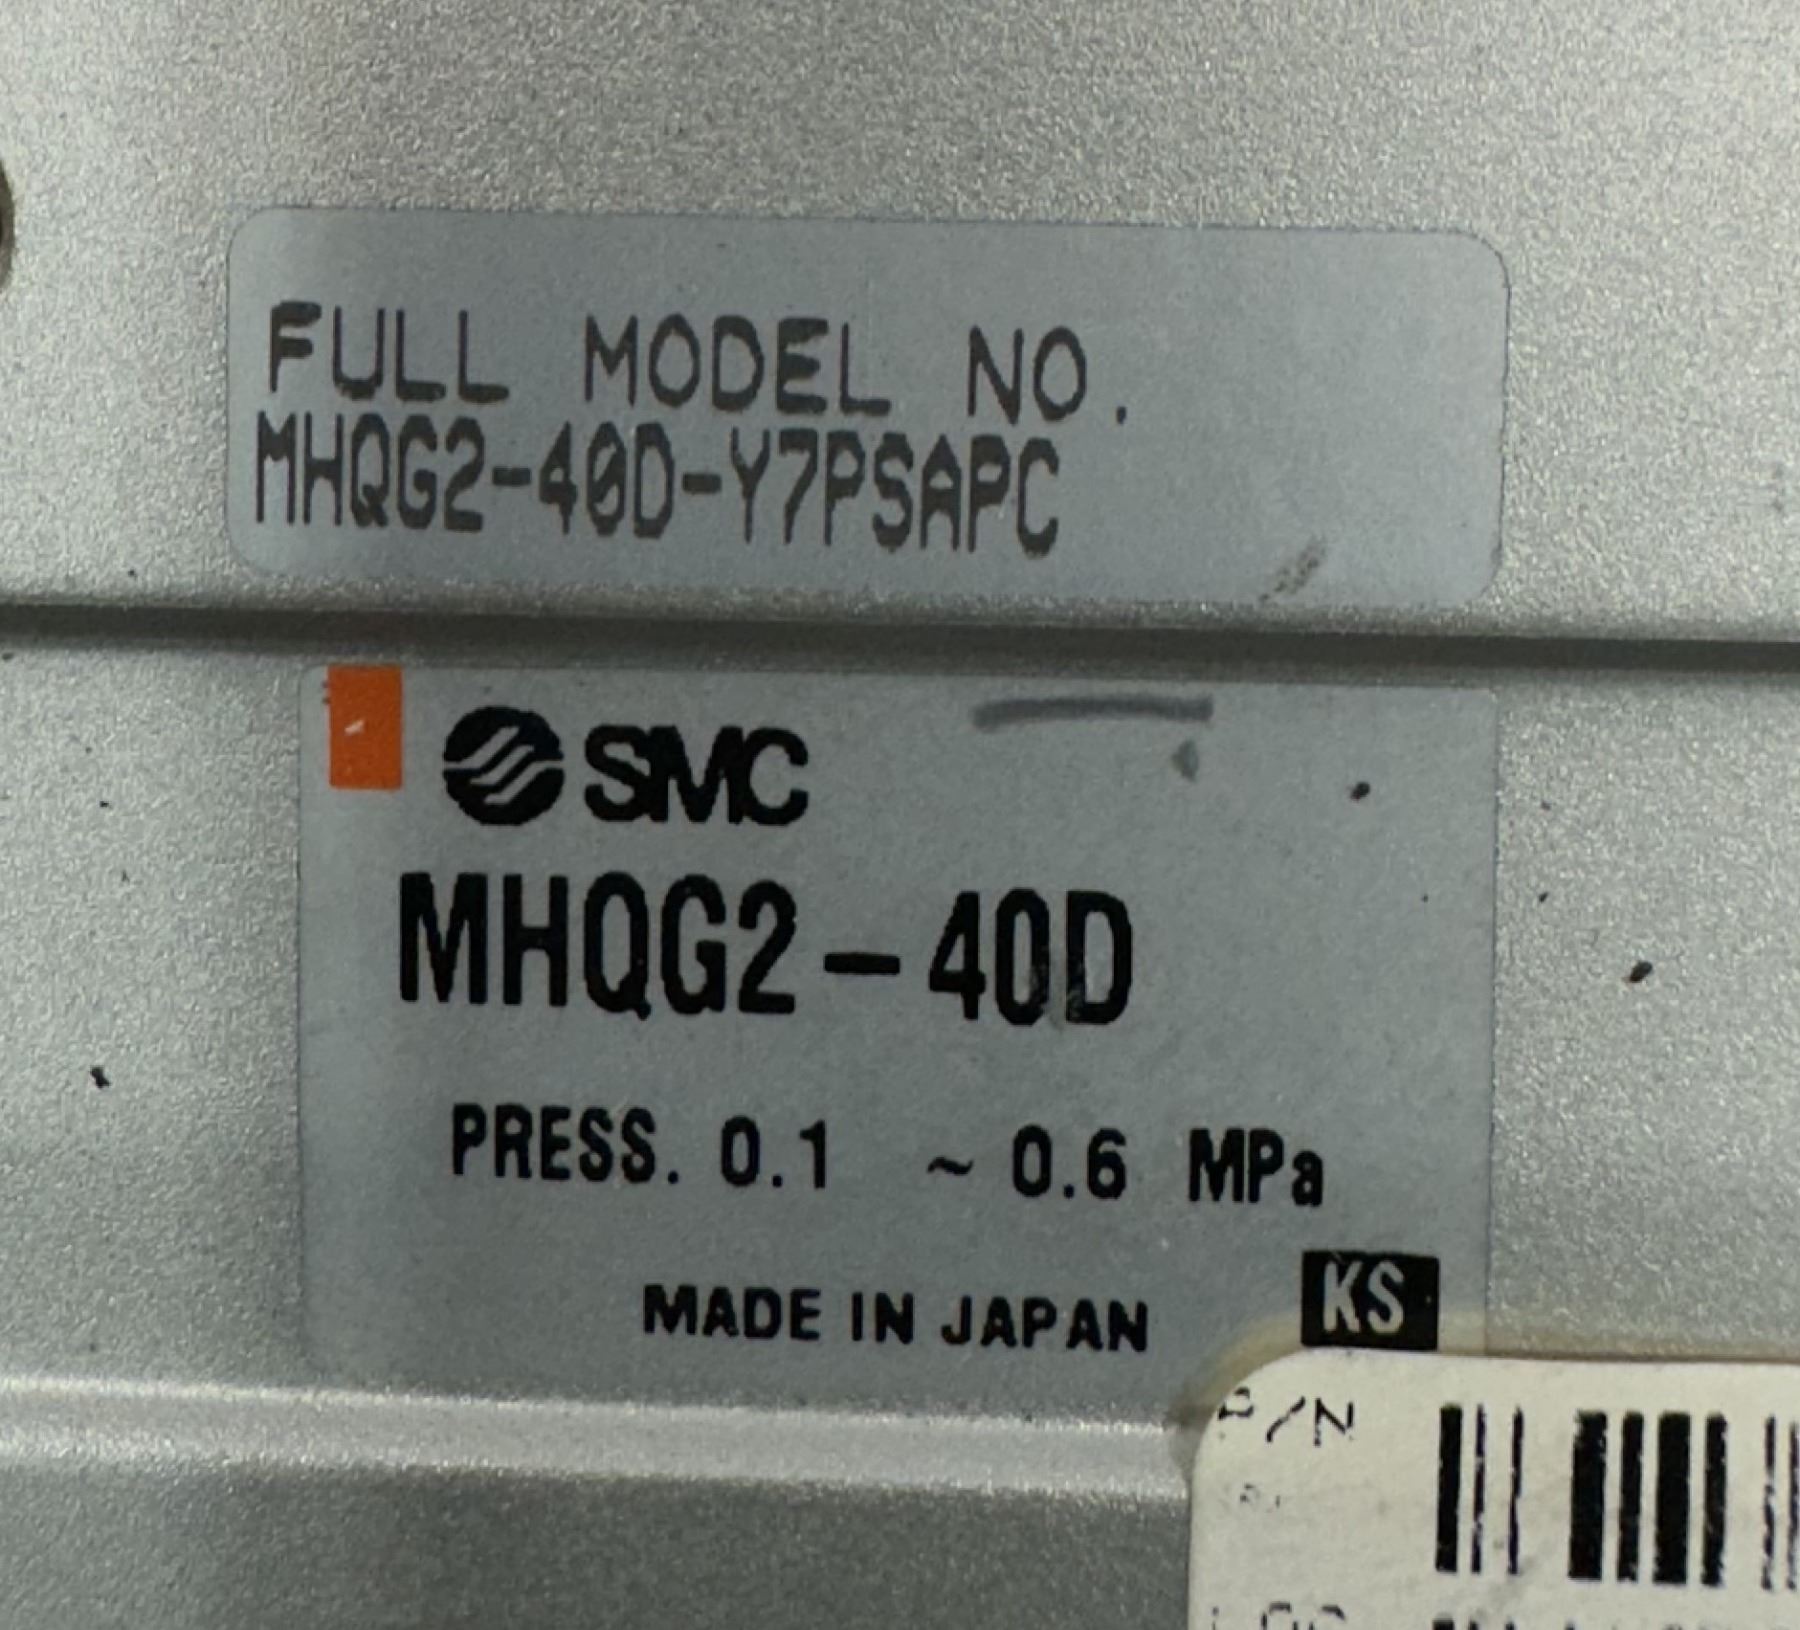 FULL MODEL NO.
MHQG2-40D-Y7PSAPC
SMC
MHQG2-40D
PRESS. 0.1 ~ 0.6 MPa
MADE IN JAPAN
KS
P/N